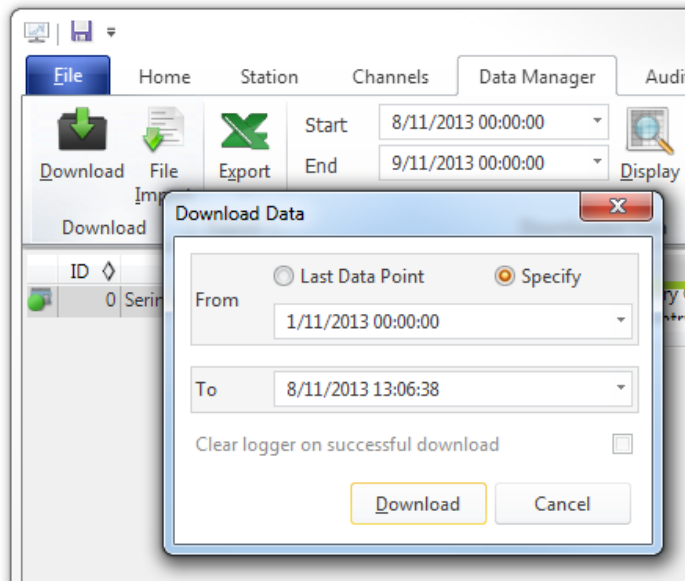 File Home Station Channels Data Manager
Start 8/11/2013 00:00:00
Download File Export End 9/11/2013 00:00:00 Display
Download
Download Data
Last Data Point Specify
From
1/11/2013 00:00:00
ID
0
To 8/11/2013 13:06:38
Clear logger on successful download
Download Cancel